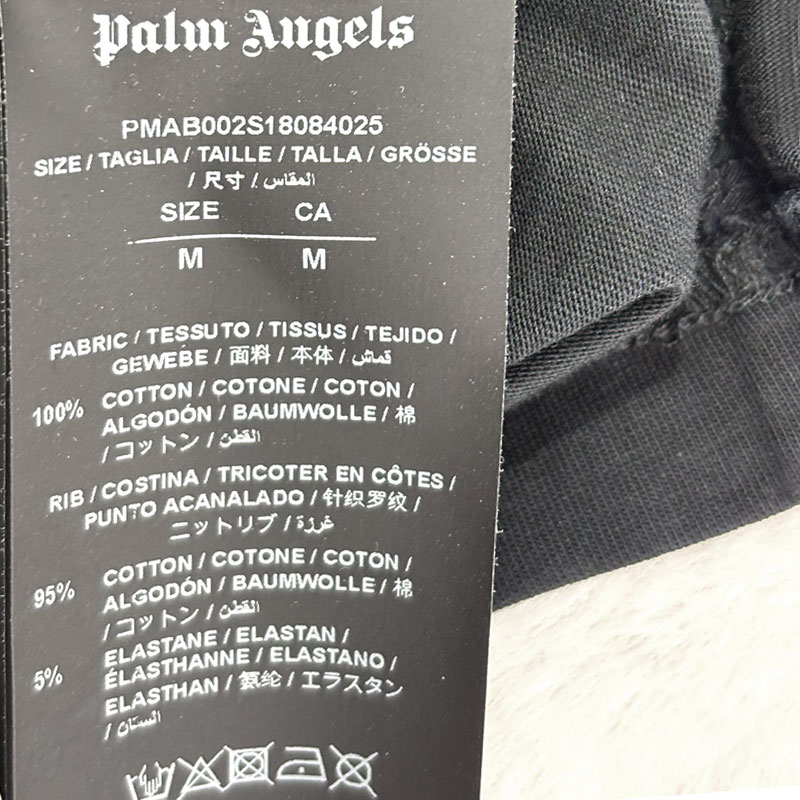 Palm Angels
PMAB002S18084025
SIZE / TAGLIA / TAILLE / TALLA / GRÖSSE
/ 尺寸 / المقاس
SIZE CA
M M
FABRIC / TESSUTO / TISSUS / TEJIDO /
GEWEBE / 面料 / 本体 / قماش
100% COTTON / COTONE / COTON /
ALGODÓN / BAUMWOLLE / 棉
/ コットン / القطن
RIB / COSTINA / TRICOTER EN CÔTES /
PUNTO ACANALADO / 针织罗纹 /
ニットリブ / غرزة
95% COTTON / COTONE / COTON /
ALGODÓN / BAUMWOLLE / 棉
/ コットン / القطن
5% ELASTANE / ELASTAN /
ÉLASTHANNE / ELASTANO /
ELASTHAN / 氨纶 / エラスタン
/